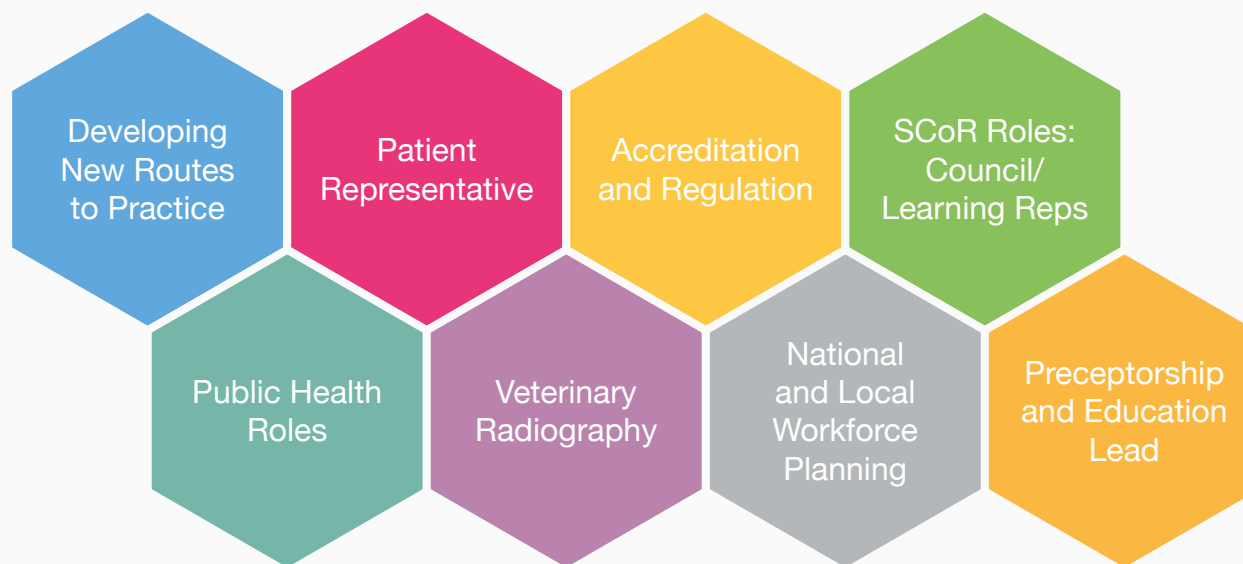 Developing
New Routes
to Practice
Patient
Representative
Accreditation
and Regulation
SCoR Roles:
Council/
Learning Reps
Public Health
Roles
Veterinary
Radiography
National
and Local
Workforce
Planning
Preceptorship
and Education
Lead